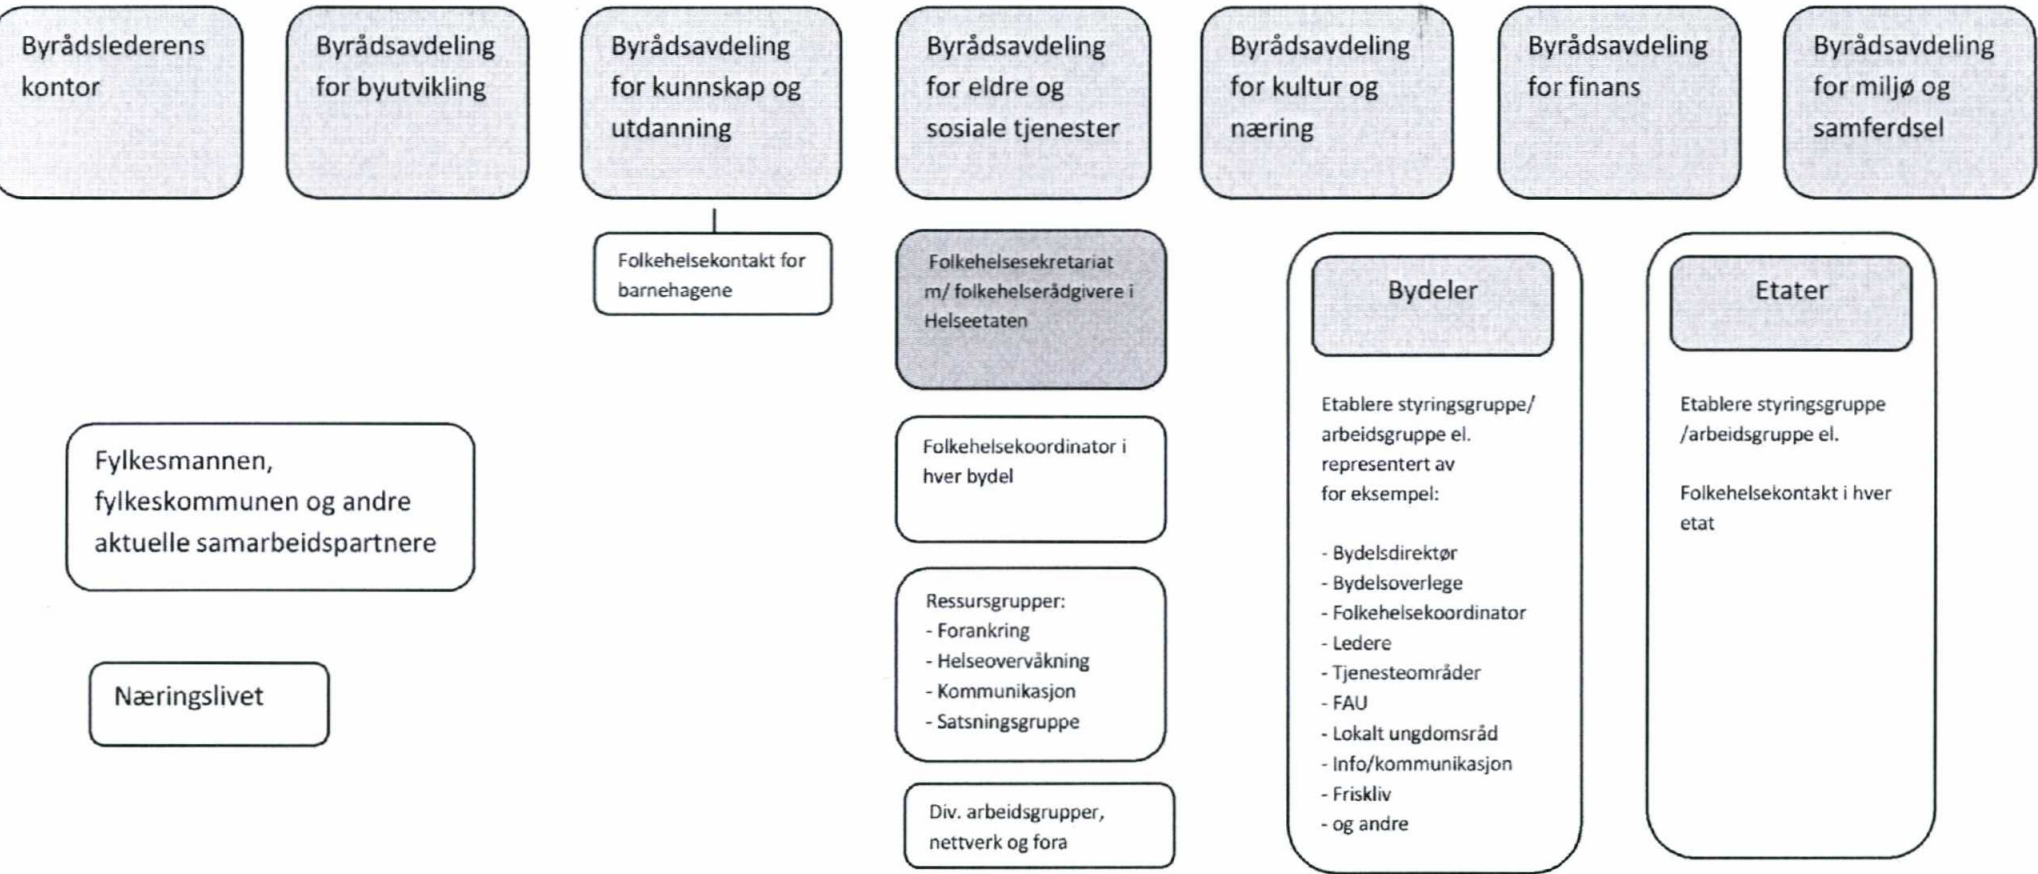 Byrådslederens
kontor
Byrådsavdeling
for byutvikling
Byrådsavdeling
for kunnskap og
utdanning
Byrådsavdeling
for eldre og
sosiale tjenester
Byrådsavdeling
for kultur og
næring
Byrådsavdeling
for finans
Byrådsavdeling
for miljø og
samferdsel
Folkehelsekontakt for
barnehagene
Folkehelsesekretariat
m/ folkehelserådgivere i
Helseetaten
Folkehelsekoordinator i
hver bydel
Ressursgrupper:
- Forankring
- Helseovervåkning
- Kommunikasjon
- Satsningsgruppe
Div. arbeidsgrupper,
nettverk og fora
Bydeler
Etablere styringsgruppe/
arbeidsgruppe el.
representert av
for eksempel:
- Bydelsdirektør
- Bydelsoverlege
- Folkehelsekoordinator
- Ledere
- Tjenesteområder
- FAU
- Lokalt ungdomsråd
- Info/kommunikasjon
- Friskliv
- og andre
Etater
Etablere styringsgruppe
/arbeidsgruppe el.
Folkehelsekontakt i hver
etat
Fylkesmannen,
fylkeskommunen og andre
aktuelle samarbeidspartnere
Næringslivet